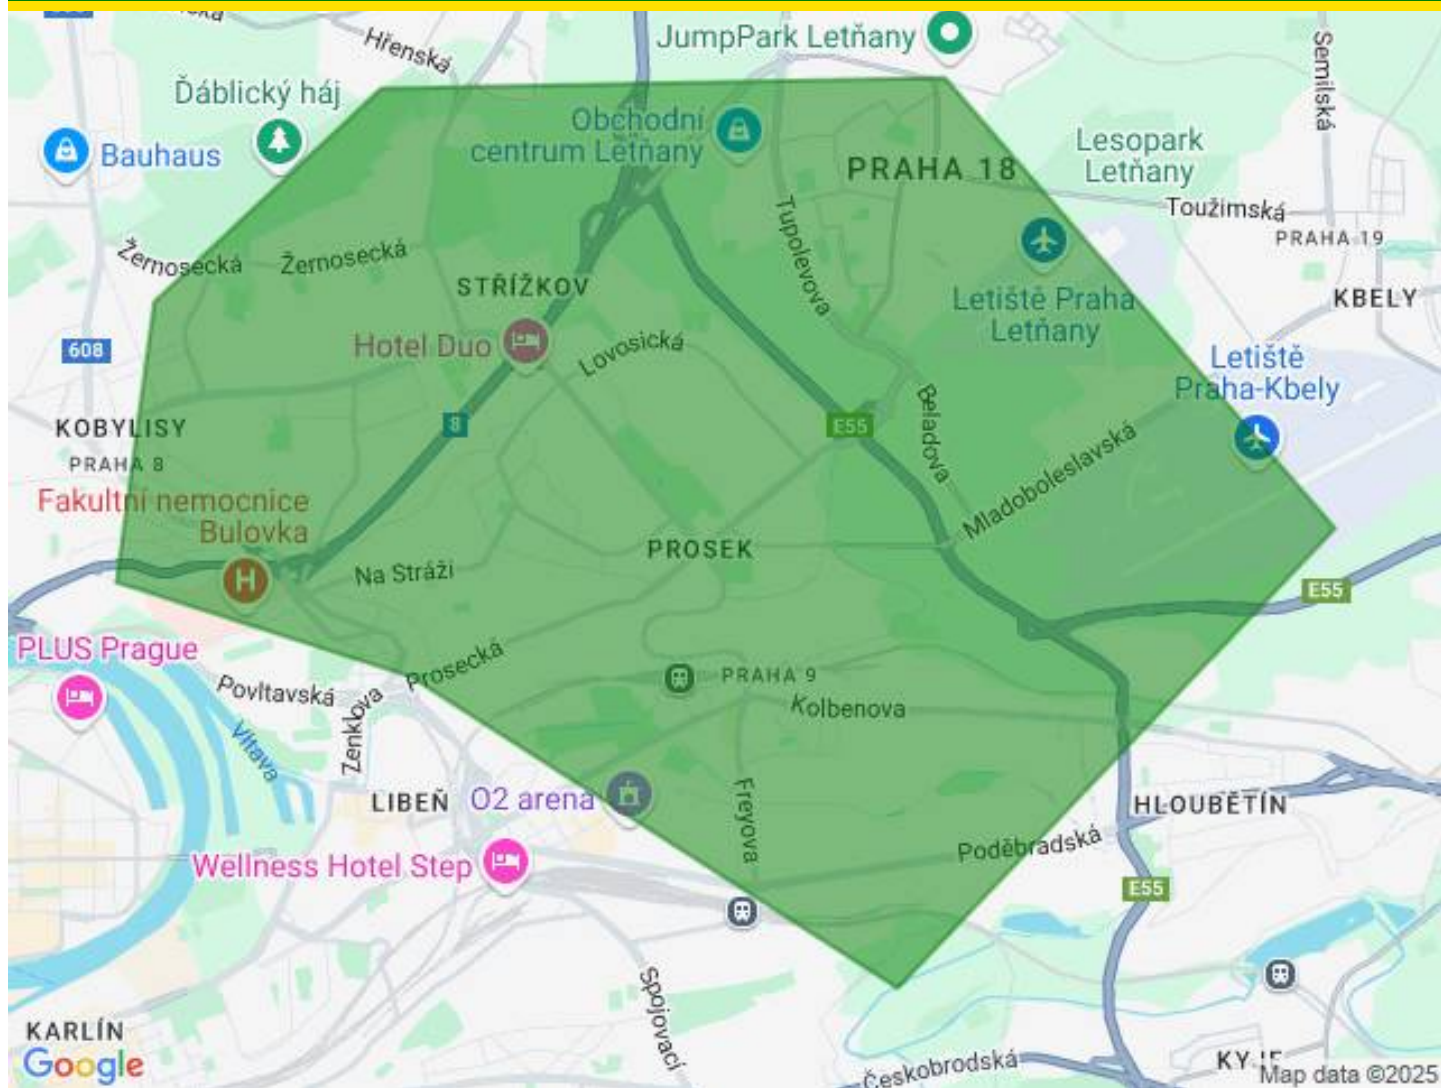 Hřenská
JumpPark Letňany
Semilská
Ďáblický háj
Obchodní
centrum Letňany
Bauhaus
PRAHA 18
Lesopark
Letňany
Toužimská
PRAHA 19
Žernosecká
Žernosecká
Tupolevova
STŘÍŽKOV
Letiště Praha
Letňany
KBELY
Hotel Duo
Lovosická
608
Letiště
Praha-Kbely
8
E55
Beladova
KOBYLISY
PRAHA 8
Mladoboleslavská
Fakultní nemocnice
Bulovka
H
PROSEK
Na Stráži
E55
PLUS Prague
Prosecká
PRAHA 9
Povltavská
Zenklova
Kolbenova
Vltava
LIBEŇ
O2 arena
Freyova
HLOUBĚTÍN
Poděbradská
Wellness Hotel Step
E55
Spojovací
KARLÍN
Google
Českobrodská
Map data ©2025